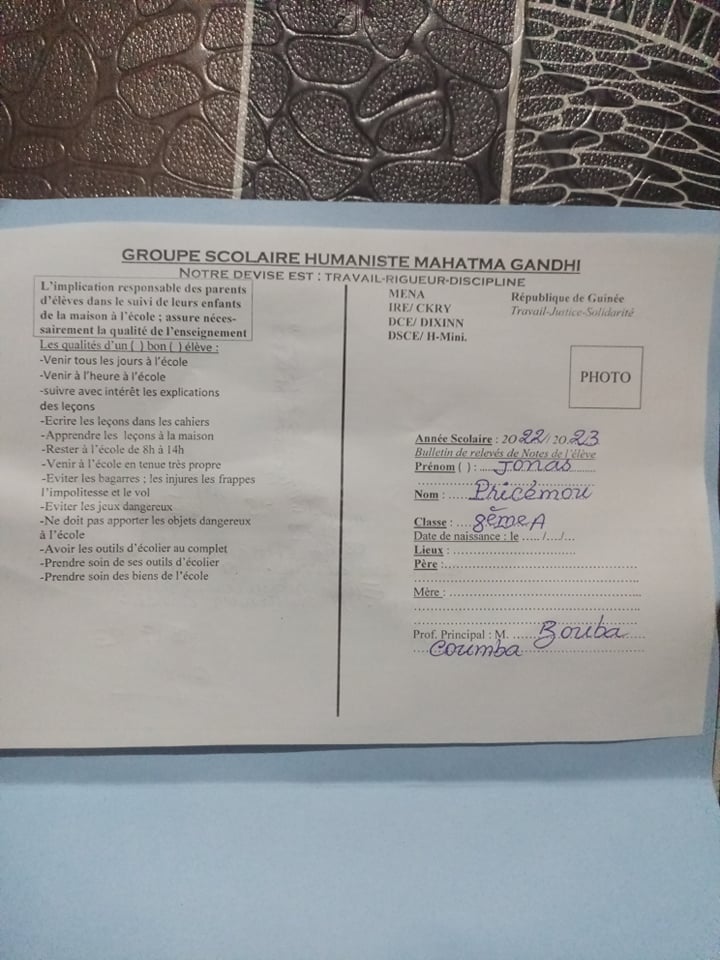 GROUPE SCOLAIRE HUMANISTE MAHATMA GANDHI
NOTRE DEVISE EST : TRAVAIL-RIGUEUR-DISCIPLINE
L'implication responsable des parents
d'élèves dans le suivi de leurs enfants
de la maison à l'école ; assure néces-
sairement la qualité de l'enseignement
Les qualités d'un ( ) bon ( ) élève :
-Venir tous les jours à l'école
-Venir à l'heure à l'école
-suivre avec intérêt les explications
des leçons
-Ecrire les leçons dans les cahiers
-Apprendre les leçons à la maison
-Rester à l'école de 8h à 14h
-Venir à l'école en tenue très propre
-Eviter les bagarres ; les injures les frappes
l'impolitesse et le vol
-Eviter les jeux dangereux
-Ne doit pas apporter les objets dangereux
à l'école
-Avoir les outils d'écolier au complet
-Prendre soin de ses outils d'écolier
-Prendre soin des biens de l'école
MENA
IRE/ CKRY
DCE/ DIXINN
DSCE/ H-Mini.
République de Guinée
Travail-Justice-Solidarité
PHOTO
Année Scolaire : 2022/ 2023
Bulletin de relevés de Notes de l'élève
Prénom ( ) : ......Jonas......
Nom : ....Pricémou
Classe : ....8ème A
Date de naissance : le ...... /..../...
Lieux : ................................
Père :................................................
Mère : ................................................
Prof. Principal : M. ......Bouba......
Coumba